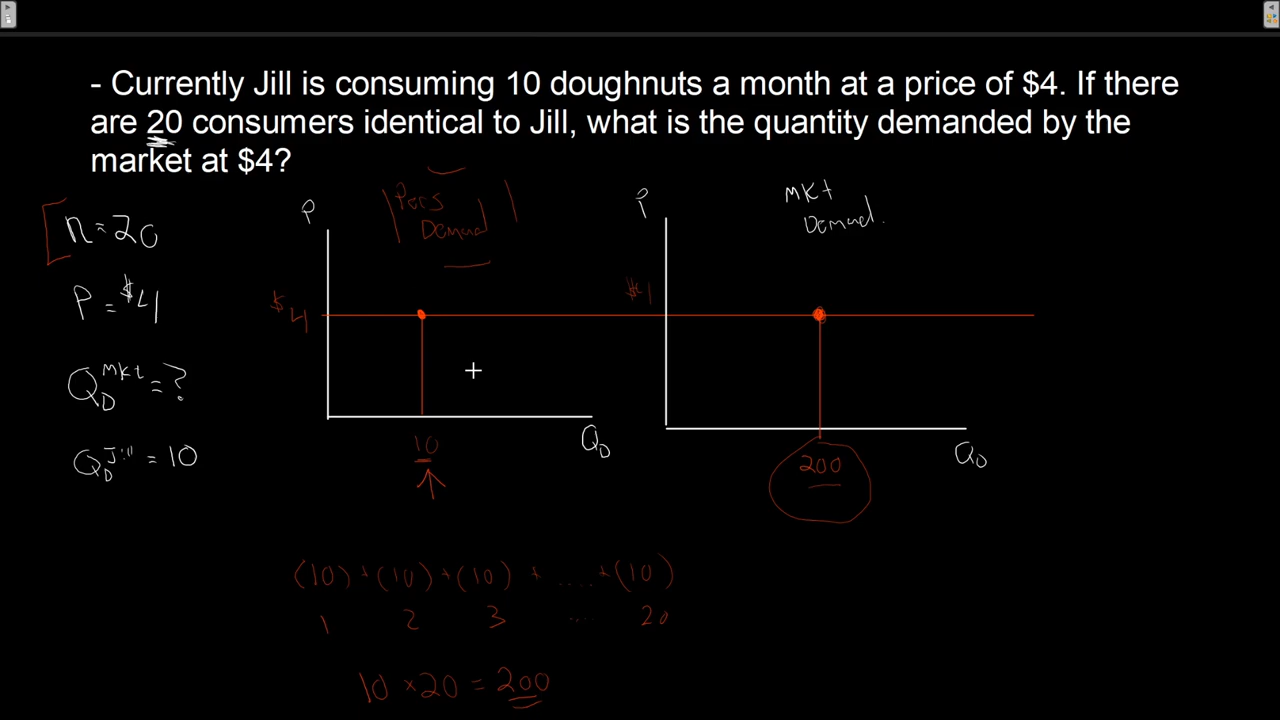 - Currently Jill is consuming 10 doughnuts a month at a price of $4. If there
are 20 consumers identical to Jill, what is the quantity demanded by the
market at $4?
n = 20
P = $4
Q_D^Mkt = ?
Q_D^Jill = 10
P
Pers
Demand
$4
10
Q_D
P
Mkt
Demand.
$4
200
Q_D
(10) + (10) + (10) + .... + (10)
1 2 3 .... 20
10 × 20 = 200